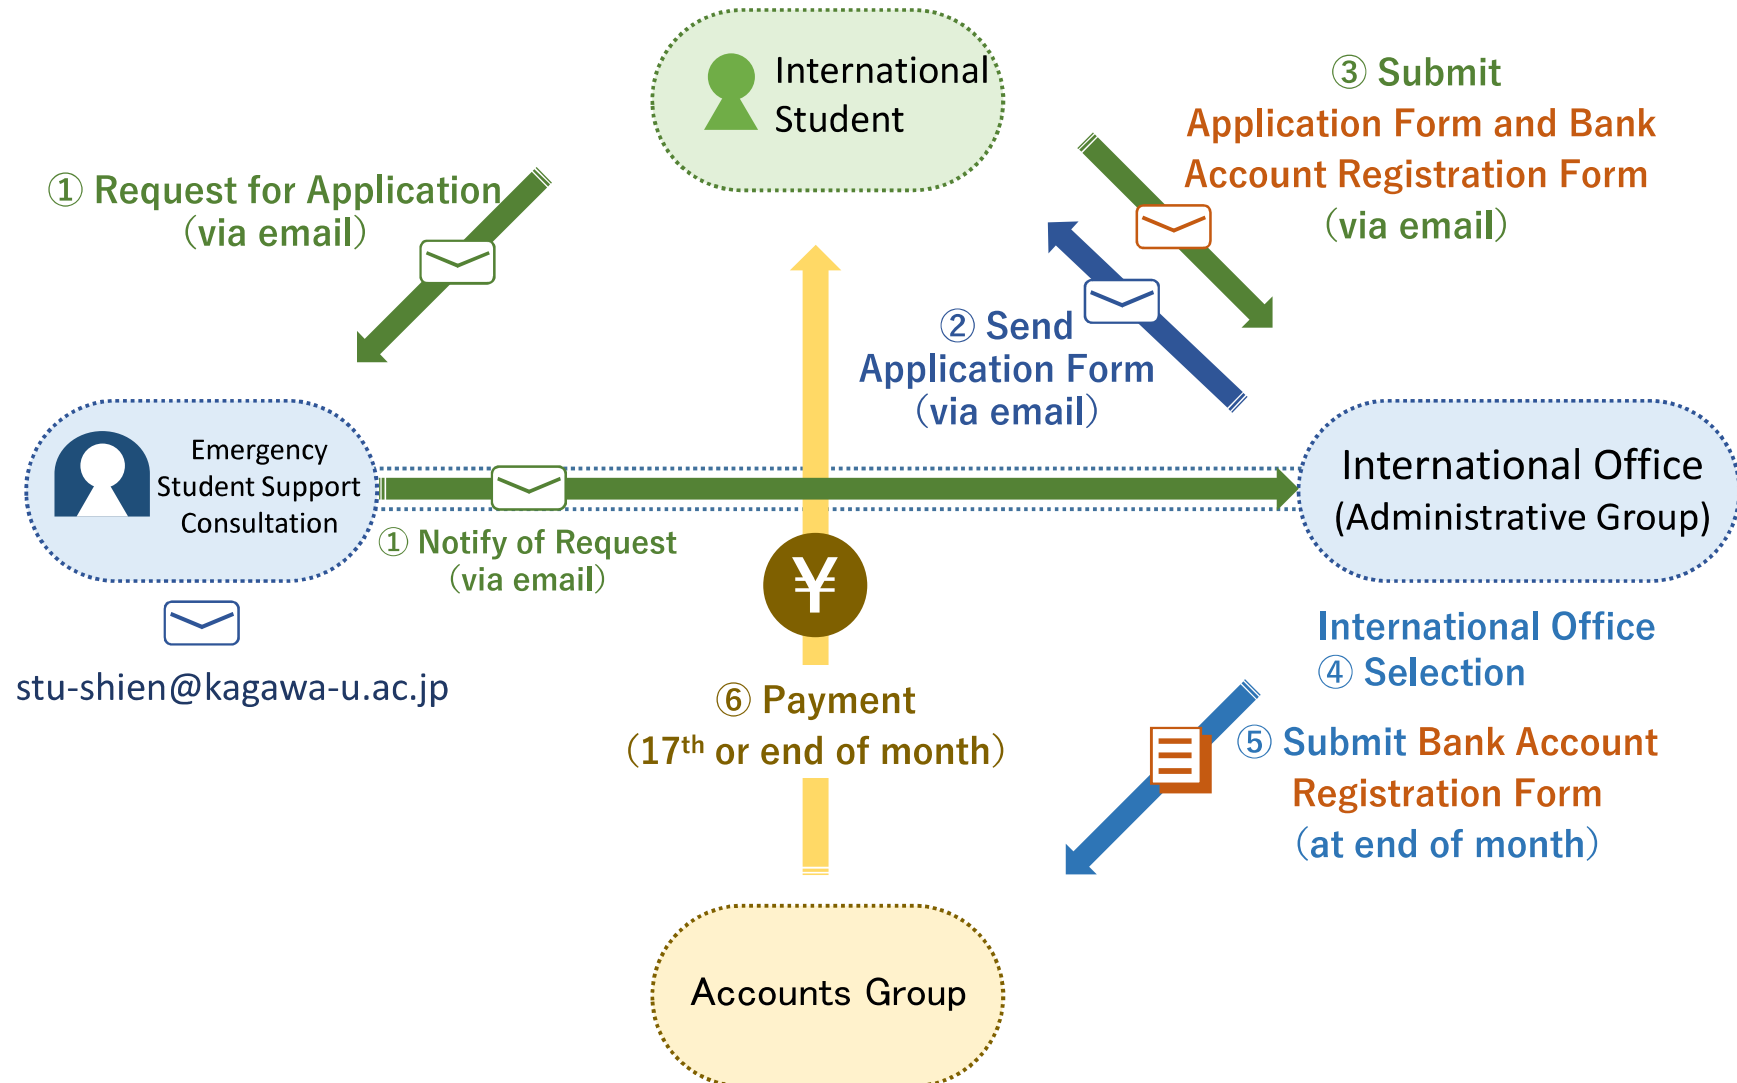 International
Student
③ Submit
Application Form and Bank
Account Registration Form
(via email)
① Request for Application
(via email)
② Send
Application Form
(via email)
Emergency
Student Support
Consultation
① Notify of Request
(via email)
International Office
(Administrative Group)
stu-shien@kagawa-u.ac.jp
¥
International Office
④ Selection
⑤ Submit Bank Account
Registration Form
(at end of month)
⑥ Payment
(17th or end of month)
Accounts Group